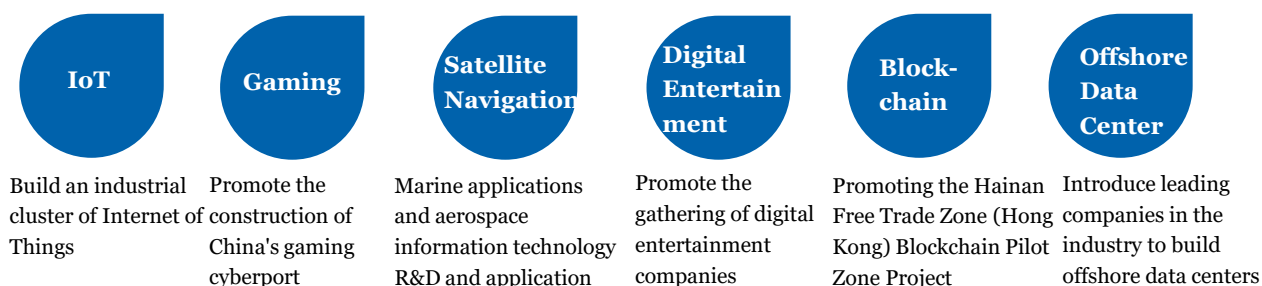 IoT
Gaming
Satellite
Navigation
Digital
Entertain
ment
Block-
chain
Offshore
Data
Center
Build an industrial
cluster of Internet of
Things
Promote the
construction of
China's gaming
cyberport
Marine applications
and aerospace
information technology
R&D and application
Promote the
gathering of digital
entertainment
companies
Promoting the Hainan
Free Trade Zone (Hong
Kong) Blockchain Pilot
Zone Project
Introduce leading
companies in the
industry to build
offshore data centers